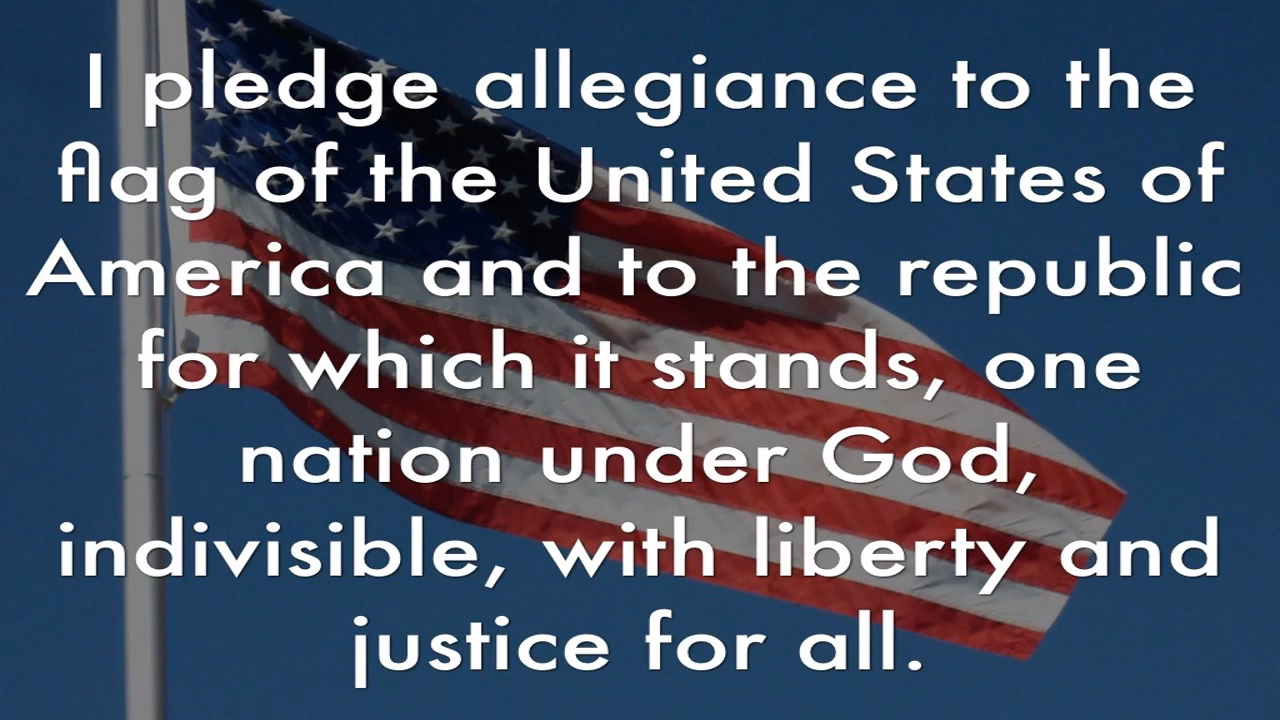 I pledge allegiance to the
flag of the United States of
America and to the republic
for which it stands, one
nation under God,
indivisible, with liberty and
justice for all.